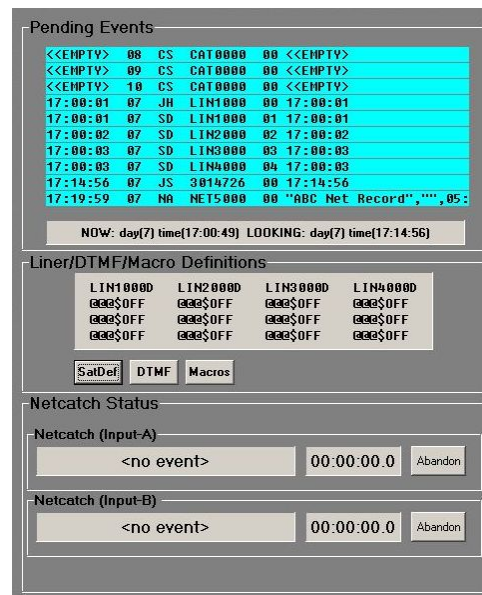 Pending Events
<<EMPTY> 08 CS CAT0000 00 <<EMPTY>
<<EMPTY> 09 CS CAT0000 00 <<EMPTY>
<<EMPTY> 10 CS CAT0000 00 <<EMPTY>
17:00:01 07 JH LIN1000 00 17:00:01
17:00:01 07 SD LIN1000 01 17:00:01
17:00:02 07 SD LIN2000 02 17:00:02
17:00:03 07 SD LIN3000 03 17:00:03
17:00:03 07 SD LIN4000 04 17:00:03
17:14:56 07 JS 3014726 00 17:14:56
17:19:59 07 NA NET5000 00 "ABC Net Record","",05:
NOW: day(7) time(17:00:49) LOOKING: day(7) time(17:14:56)
Liner/DTMF/Macro Definitions
LIN1000D LIN2000D LIN3000D LIN4000D
@@@$OFF @@@$OFF @@@$OFF @@@$OFF
@@@$OFF @@@$OFF @@@$OFF @@@$OFF
@@@$OFF @@@$OFF @@@$OFF @@@$OFF
SatDef DTMF Macros
Netcatch Status
Netcatch (Input-A)
<no event> 00:00:00.0 Abandon
Netcatch (Input-B)
<no event> 00:00:00.0 Abandon